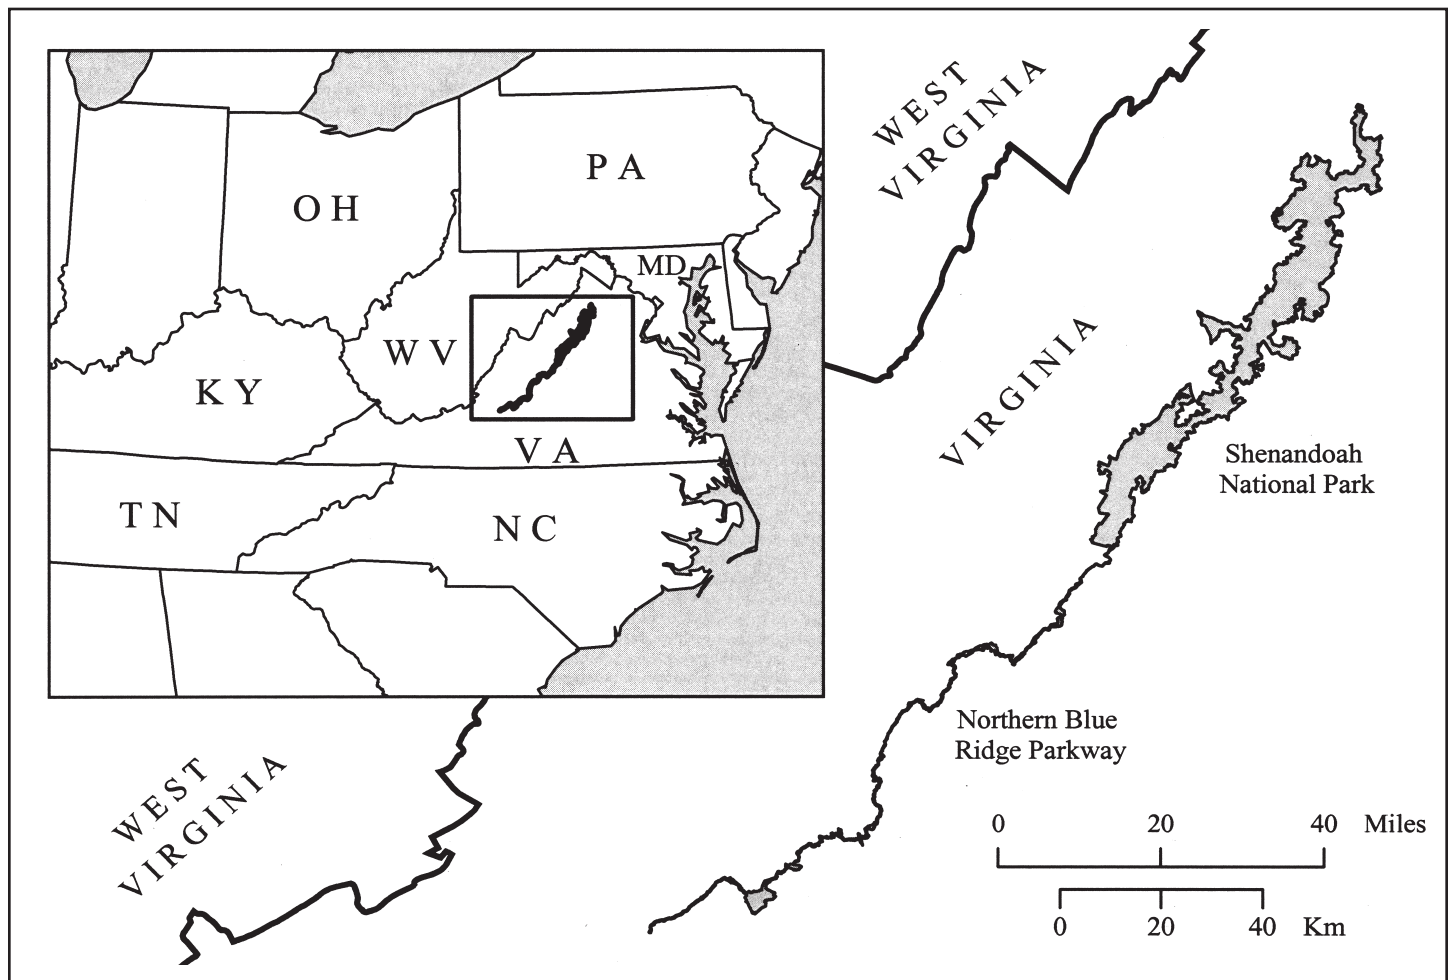 OH
PA
MD
WV
KY
VA
TN
NC
WEST
VIRGINIA
VIRGINIA
Shenandoah
National Park
Northern Blue
Ridge Parkway
WEST
VIRGINIA
0 20 40 Miles
0 20 40 Km